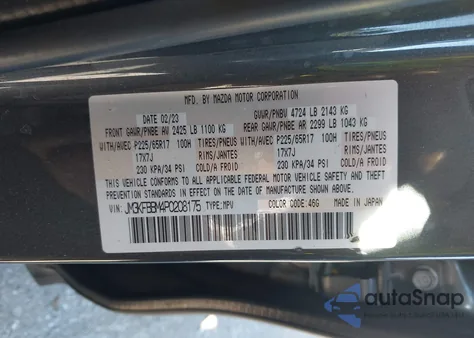 MFD. BY MAZDA MOTOR CORPORATION
DATE 02/23 GVWR/PNBV 4724 LB 2143 KG
FRONT GAWR/PNBE AV 2425 LB 1100 KG REAR GAWR/PNBE AR 2299 LB 1043 KG
WITH/AVEC P225/65R17 100H TIRES/PNEUS WITH/AVEC P225/65R17 100H TIRES/PNEUS
17X7J RIMS/JANTES 17X7J RIMS/JANTES
230 KPA/34 PSI COLD/A FROID 230 KPA/34 PSI COLD/A FROID
THIS VEHICLE CONFORMS TO ALL APPLICABLE FEDERAL MOTOR VEHICLE SAFETY, BUMPER, AND
THEFT PREVENTION STANDARDS IN EFFECT ON THE DATE OF MANUFACTURE SHOWN ABOVE.
VIN: JM3KFBBM4P0208175 TYPE:MPV COLOR CODE: 46G MADE IN JAPAN
autoSnap